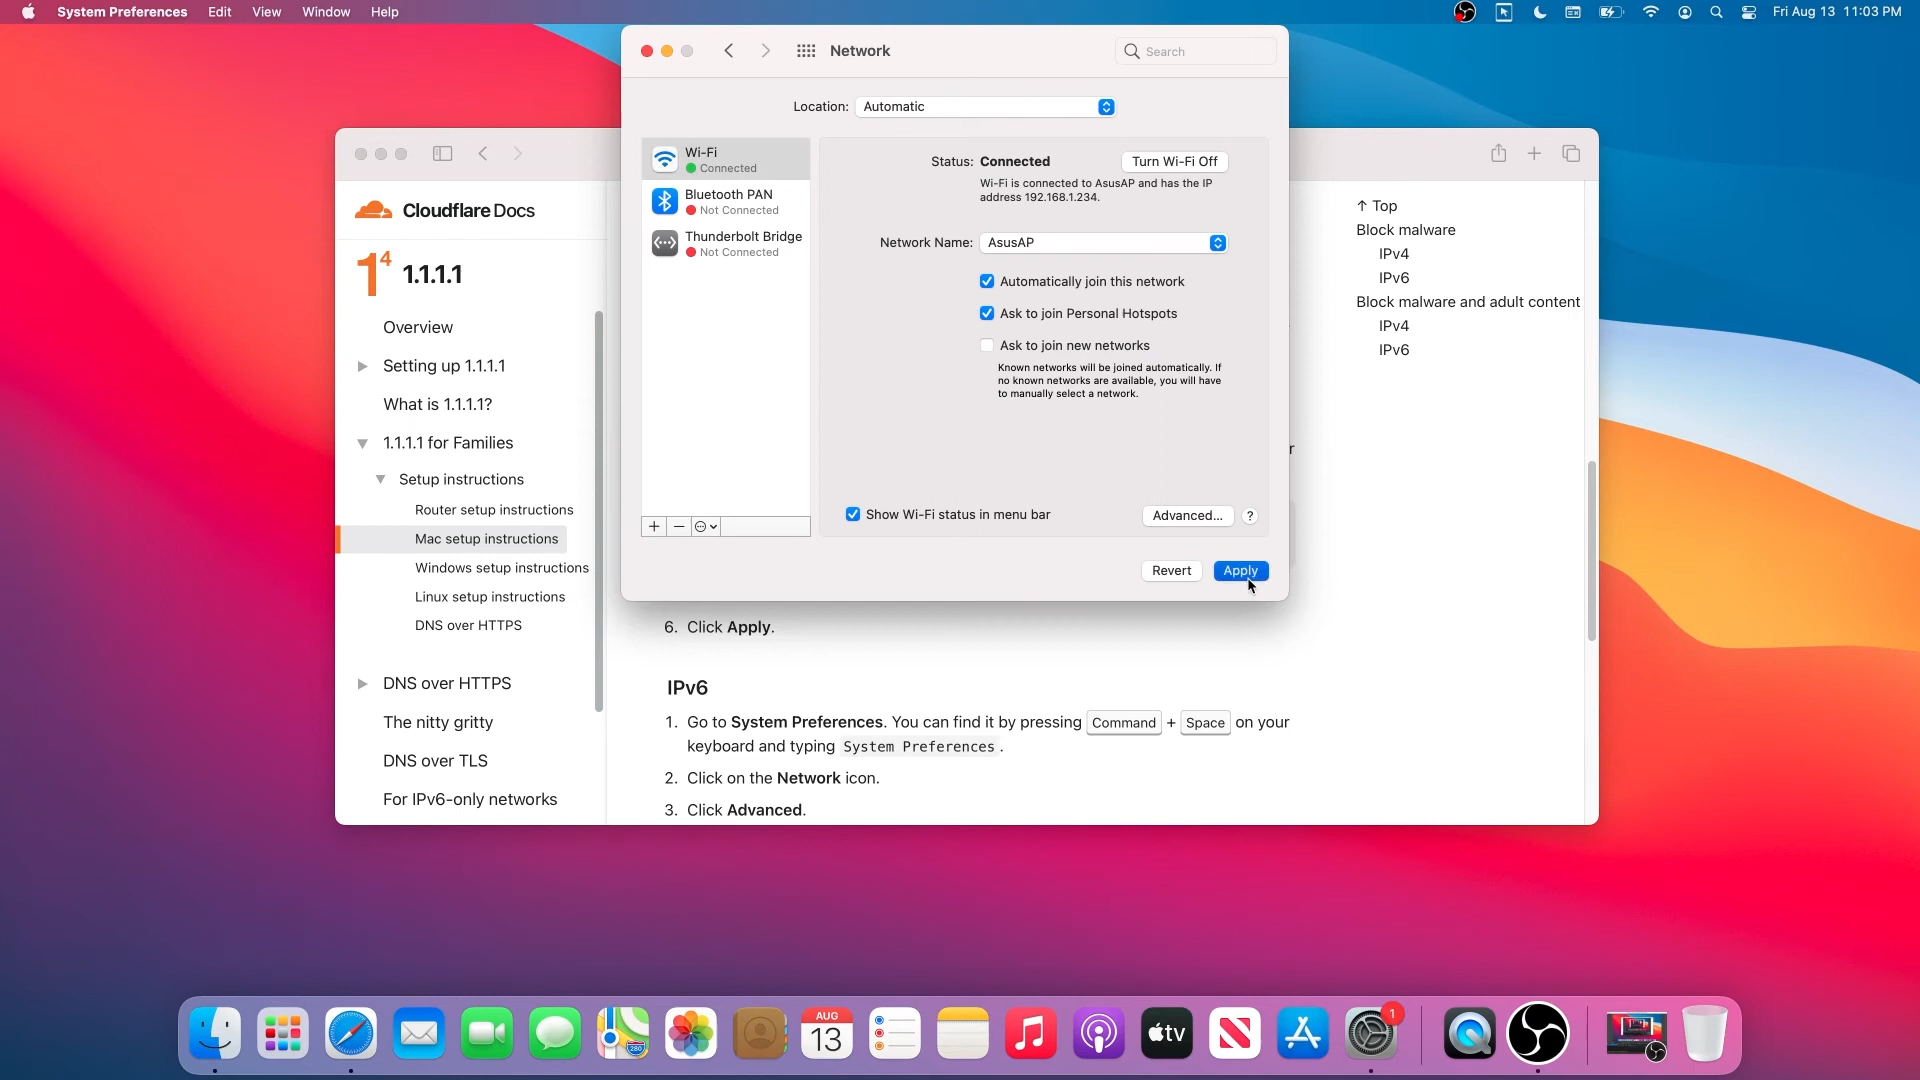 System Preferences Edit View Window Help
Fri Aug 13 11:03 PM
Network
Search
Location: Automatic
Wi-Fi
Connected
Bluetooth PAN
Not Connected
Thunderbolt Bridge
Not Connected
Status: Connected
Turn Wi-Fi Off
Wi-Fi is connected to AsusAP and has the IP
address 192.168.1.234.
Network Name: AsusAP
Automatically join this network
Ask to join Personal Hotspots
Ask to join new networks
Known networks will be joined automatically. If
no known networks are available, you will have
to manually select a network.
Show Wi-Fi status in menu bar
Advanced...
?
Revert
Apply
Cloudflare Docs
1⁴
1.1.1.1
Overview
Setting up 1.1.1.1
What is 1.1.1.1?
1.1.1.1 for Families
Setup instructions
Router setup instructions
Mac setup instructions
Windows setup instructions
Linux setup instructions
DNS over HTTPS
DNS over HTTPS
The nitty gritty
DNS over TLS
For IPv6-only networks
r
6. Click Apply.
IPv6
1. Go to System Preferences. You can find it by pressing Command + Space on your
keyboard and typing System Preferences.
2. Click on the Network icon.
3. Click Advanced.
↑ Top
Block malware
IPv4
IPv6
Block malware and adult content
IPv4
IPv6
280
AUG
13
tv
1